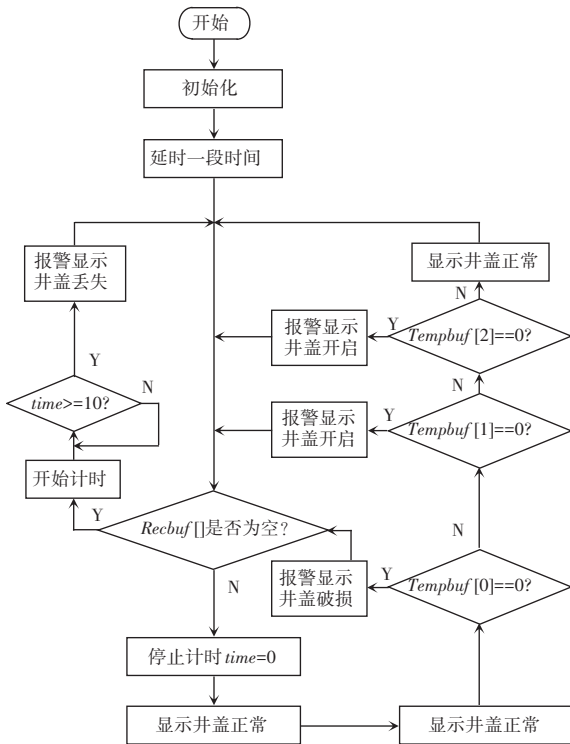 开始
初始化
延时一段时间
报警显示
井盖丢失
显示井盖正常
N
报警显示
井盖开启
Y
Tempbuf[2]==0?
Y
N
N
time>=10?
报警显示
井盖开启
Y
Tempbuf[1]==0?
开始计时
Y
Recbuf[]是否为空?
N
N
报警显示
井盖破损
Y
Tempbuf[0]==0?
停止计时time=0
显示井盖正常
显示井盖正常